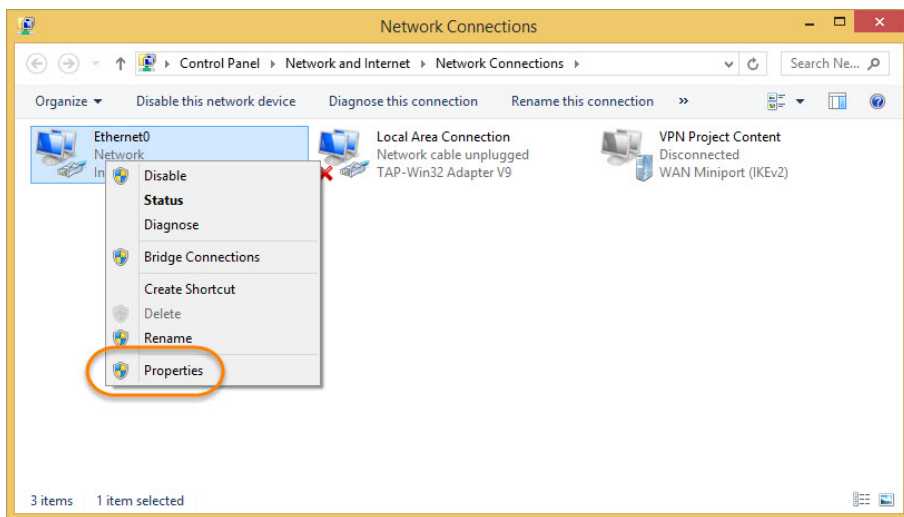 Network Connections
Control Panel Network and Internet Network Connections
Search Ne...
Organize Disable this network device Diagnose this connection Rename this connection »
Ethernet0
Network
In
Local Area Connection
Network cable unplugged
TAP-Win32 Adapter V9
VPN Project Content
Disconnected
WAN Miniport (IKEv2)
Disable
Status
Diagnose
Bridge Connections
Create Shortcut
Delete
Rename
Properties
3 items 1 item selected